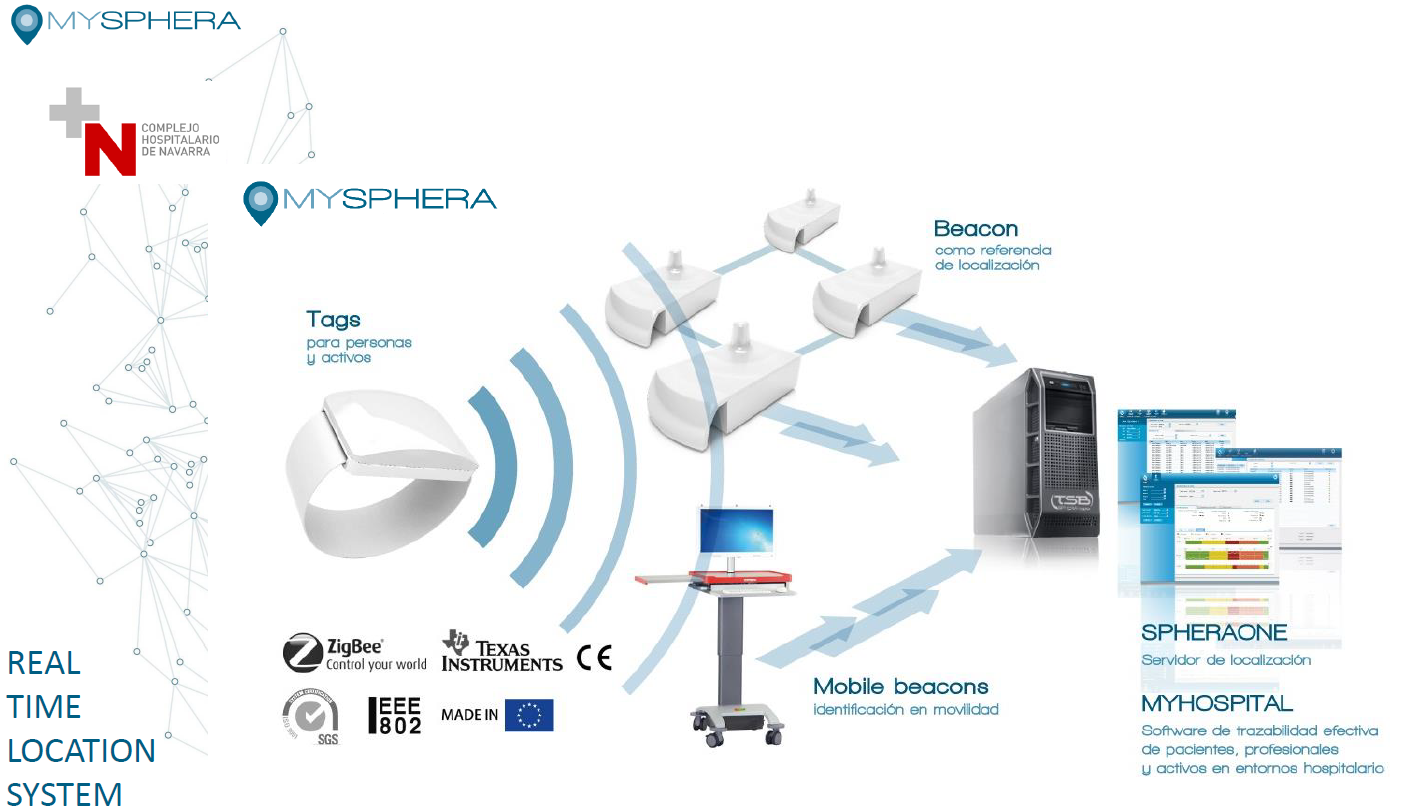 MYSPHERA
COMPLEJO
HOSPITALARIO
DE NAVARRA
MYSPHERA
Beacon
como referencia
de localización
Tags
para personas
y activos
TSB
ZigBee®
Control your world
TEXAS
INSTRUMENTS
CE
SGS
IEEE
802
MADE IN
Mobile beacons
identificación en movilidad
SPHERAONE
Servidor de localización
MYHOSPITAL
Software de trazabilidad efectiva
de pacientes, profesionales
y activos en entornos hospitalario
REAL
TIME
LOCATION
SYSTEM